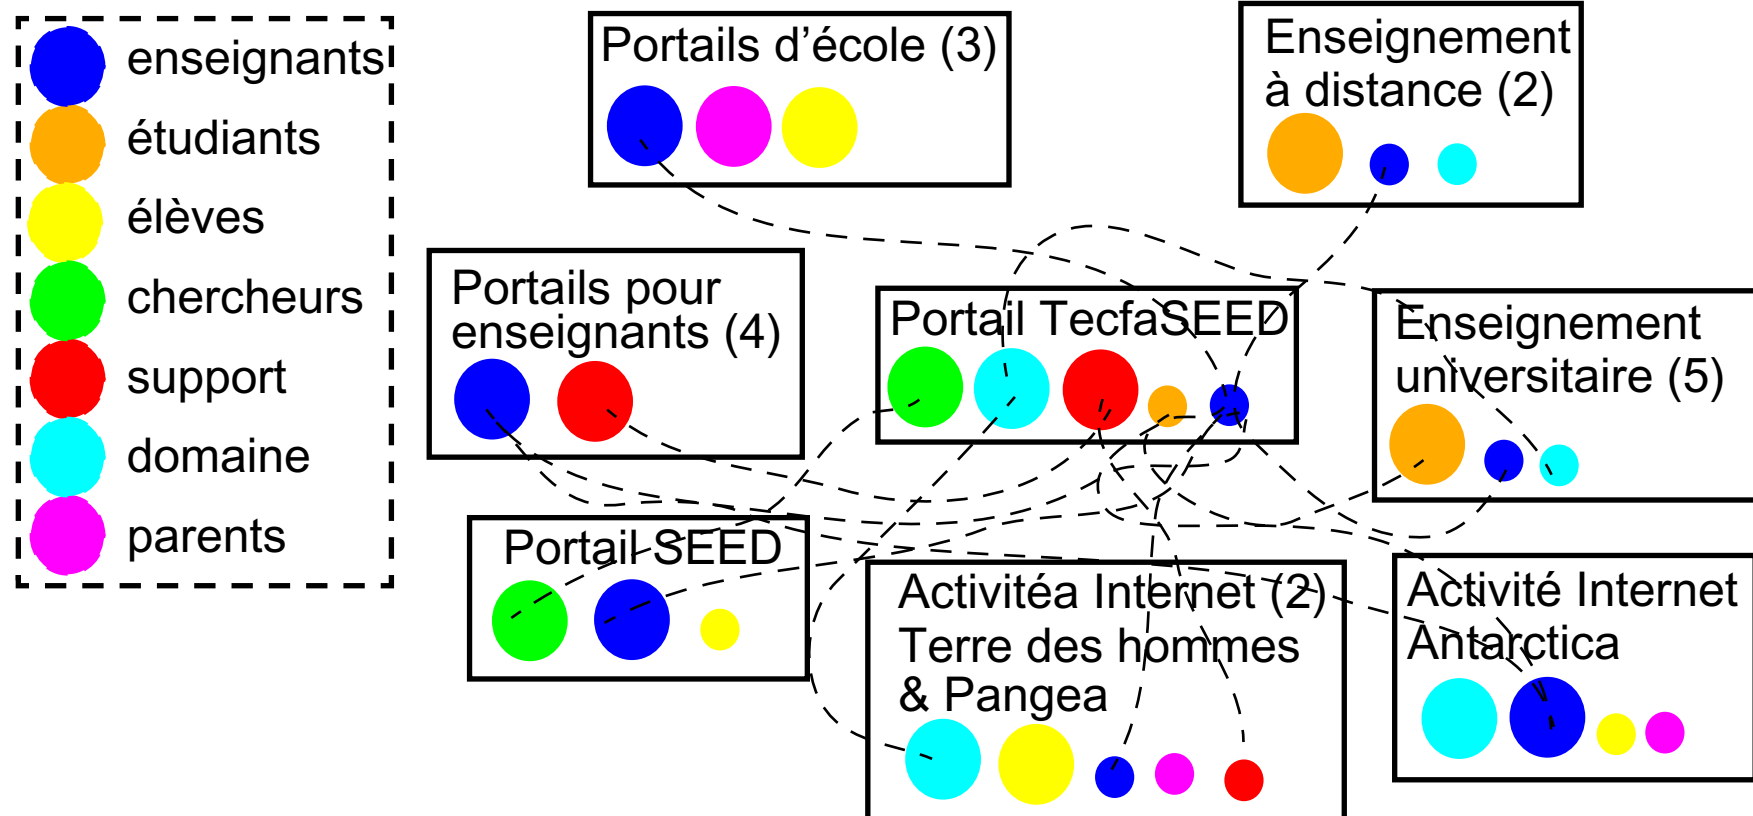 enseignants
étudiants
élèves
chercheurs
support
domaine
parents
Portails d’école (3)
Enseignement
à distance (2)
Portails pour
enseignants (4)
Portail TecfaSEED
Enseignement
universitaire (5)
Portail SEED
Activitéa Internet (2)
Terre des hommes
& Pangea
Activité Internet
Antarctica